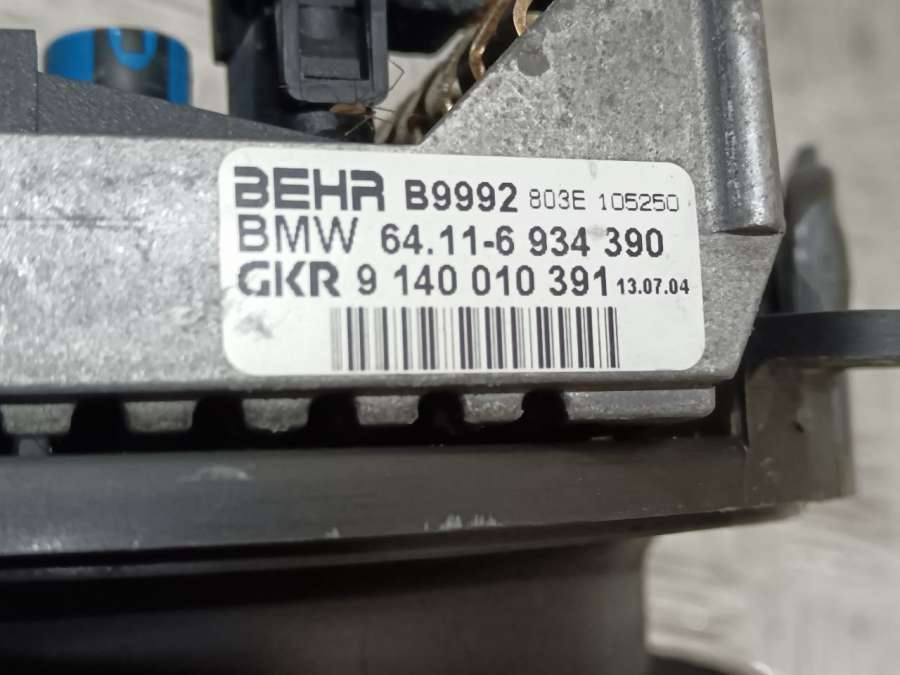 BEHR B9992 803E 105250
BMW 64.11-6 934 390
GKR 9 140 010 391 13.07.04